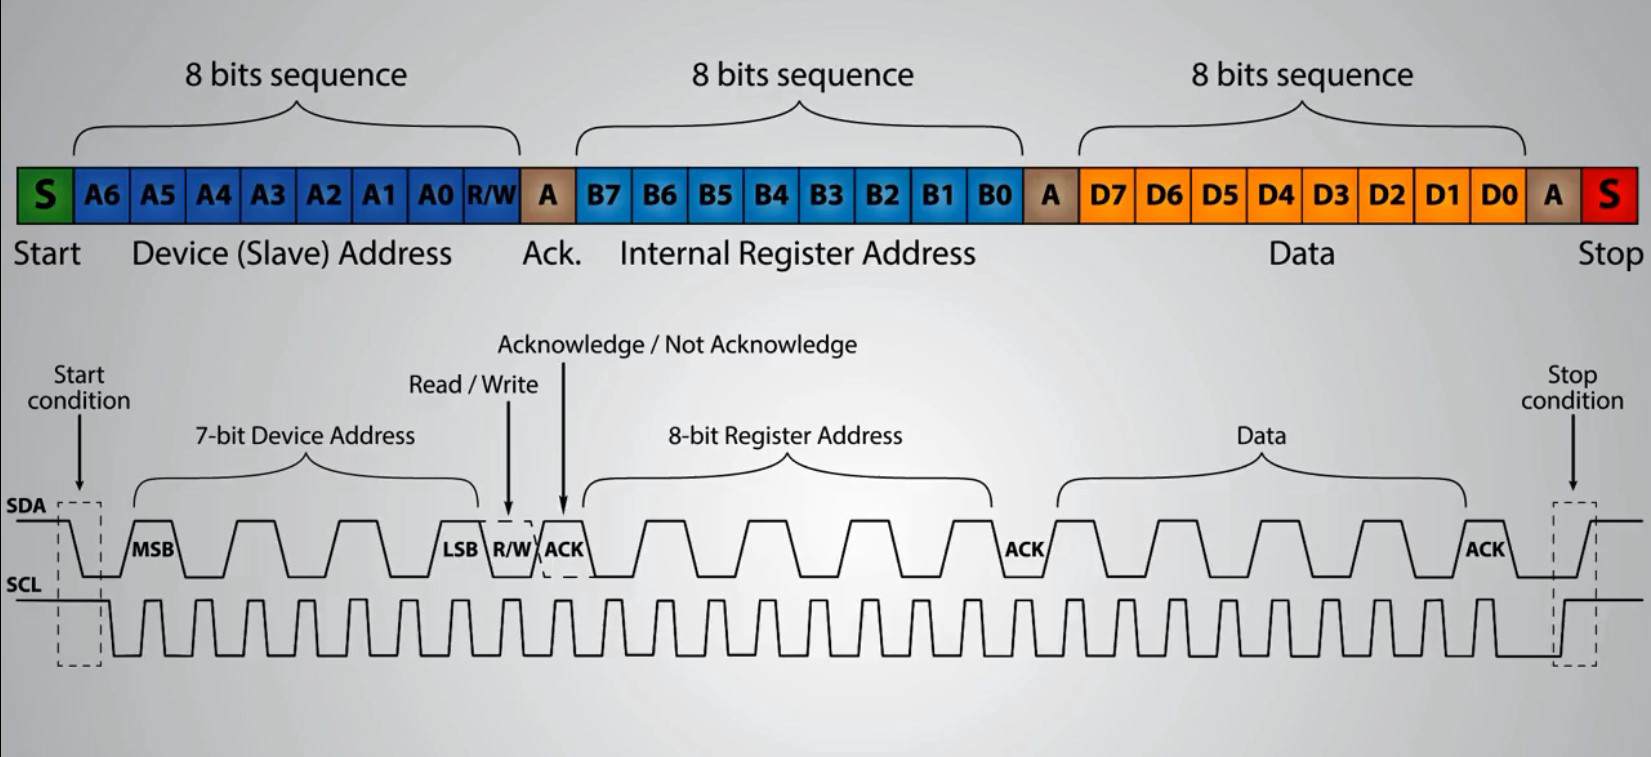 8 bits sequence 8 bits sequence 8 bits sequence
S A6 A5 A4 A3 A2 A1 A0 R/W A B7 B6 B5 B4 B3 B2 B1 B0 A D7 D6 D5 D4 D3 D2 D1 D0 A S
Start Device (Slave) Address Ack. Internal Register Address Data Stop
Acknowledge / Not Acknowledge
Start
condition
Read / Write
Stop
condition
7-bit Device Address 8-bit Register Address Data
SDA
MSB LSB R/W ACK ACK ACK
SCL